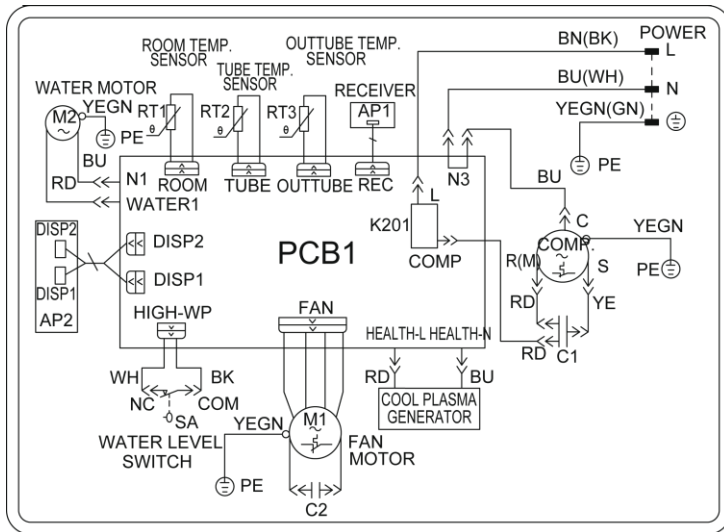 ROOM TEMP.
SENSOR
OUTTUBE TEMP.
SENSOR
TUBE TEMP.
SENSOR
BN(BK)
POWER
L
BU(WH)
N
YEGN(GN)
PE
WATER MOTOR
YEGN
M2
~
PE
BU
RD
RT1
θ
RT2
θ
RT3
θ
RECEIVER
AP1
N1
WATER1
ROOM
TUBE
OUTTUBE
REC
L
N3
K201
COMP
BU
C
COMP.
~
R(M)
S
YEGN
PE
RD
YE
RD
C1
DISP2
DISP1
AP2
DISP2
DISP1
PCB1
HIGH-WP
FAN
HEALTH-L
HEALTH-N
WH
BK
NC
COM
SA
WATER LEVEL
SWITCH
RD
BU
COOL PLASMA
GENERATOR
YEGN
M1
~
FAN
MOTOR
PE
C2